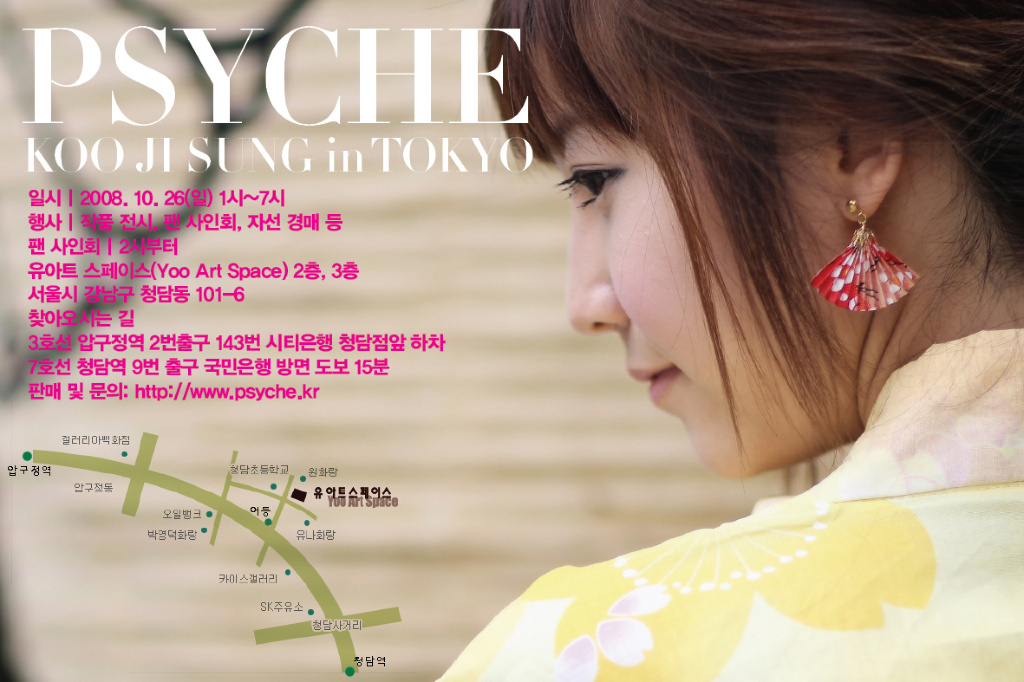 PSYCHE
KOO JI SUNG in TOKYO
일시 | 2008. 10. 26(일) 1시~7시
행사 | 작품 전시, 팬 사인회, 자선 경매 등
팬 사인회 | 2시부터
유아트 스페이스(Yoo Art Space) 2층, 3층
서울시 강남구 청담동 101-6
찾아오시는 길
3호선 압구정역 2번출구 143번 시티은행 청담점앞 하차
7호선 청담역 9번 출구 국민은행 방면 도보 15분
판매 및 문의: http://www.psyche.kr
갤러리아백화점
압구정역
압구정동
청담초등학교
원화랑
유아트스페이스
Yoo Art Space
오일뱅크
박영덕화랑
유나화랑
카이스갤러리
SK주유소
청담사거리
청담역